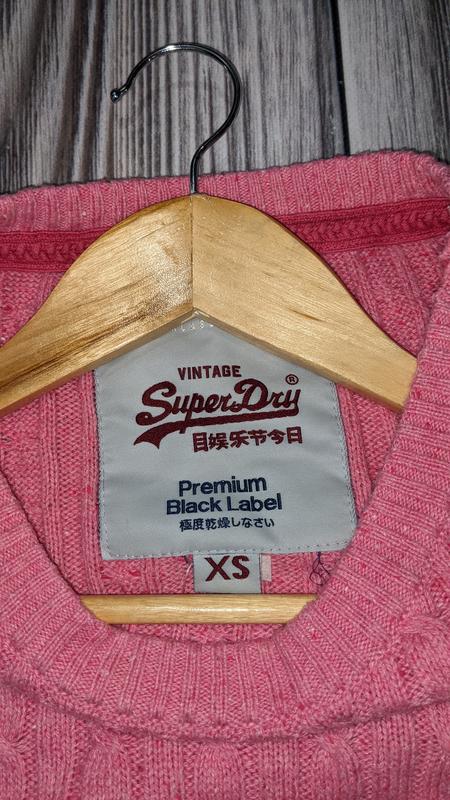 VINTAGE
SuperDry®
目娱乐节今日
Premium
Black Label
極度乾燥しなさい
XS